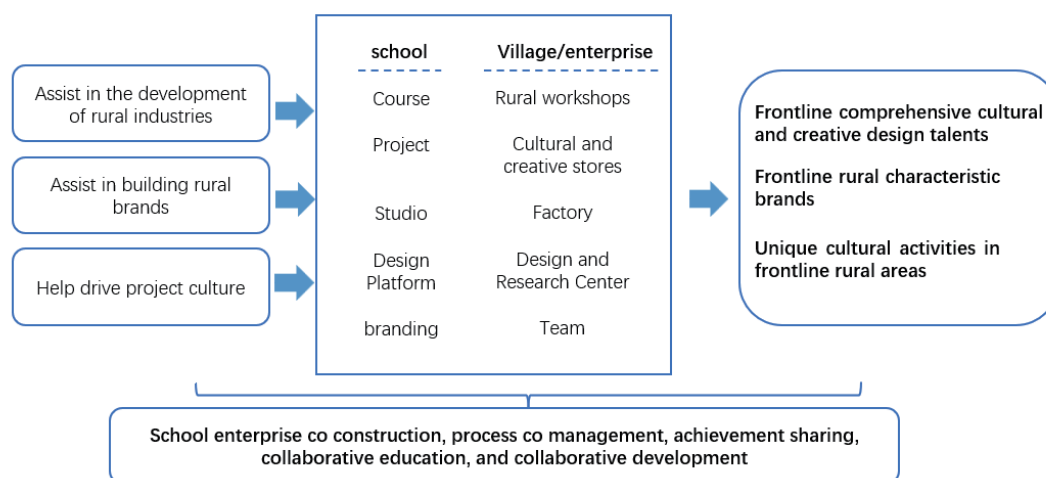 Assist in the development
of rural industries
Assist in building rural
brands
Help drive project culture
school
Village/enterprise
Course
Rural workshops
Project
Cultural and
creative stores
Studio
Factory
Design
Platform
Design and
Research Center
branding
Team
Frontline comprehensive cultural
and creative design talents
Frontline rural characteristic
brands
Unique cultural activities in
frontline rural areas
School enterprise co construction, process co management, achievement sharing,
collaborative education, and collaborative development